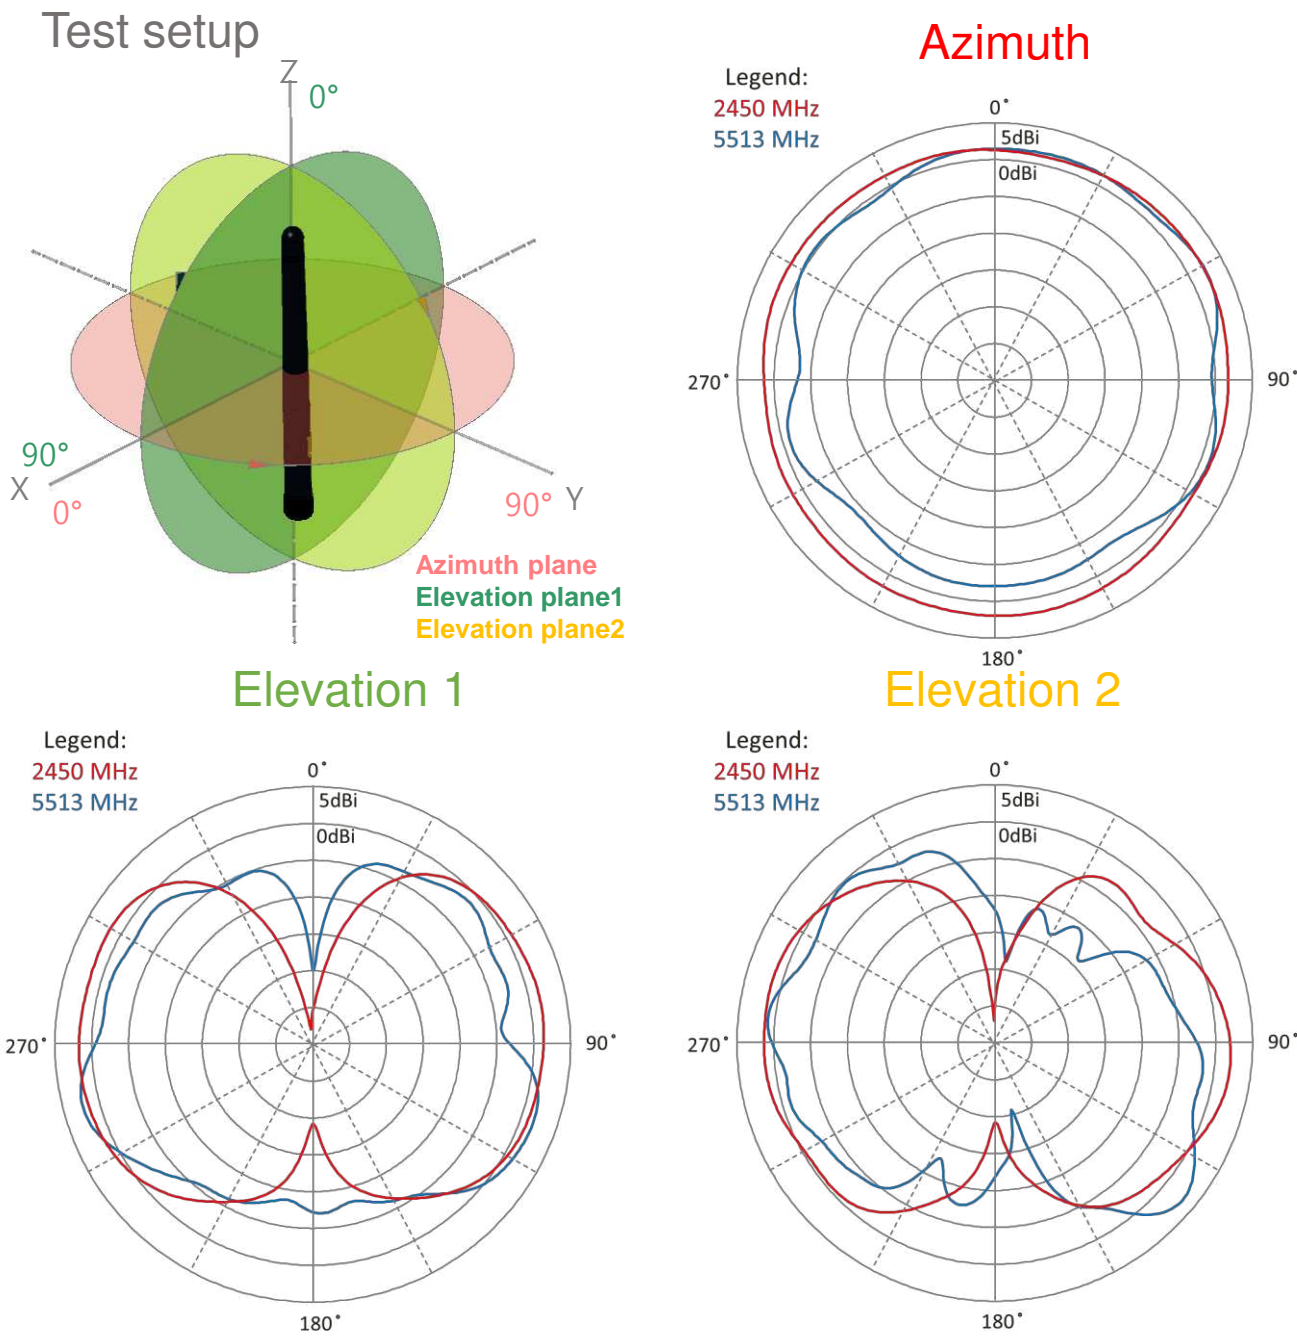 Test setup
Z
0°
90°
X
0°
90°
Y
Azimuth plane
Elevation plane1
Elevation plane2
Azimuth
Legend:
2450 MHz
5513 MHz
0°
5dBi
0dBi
270°
90°
180°
Elevation 1
Legend:
2450 MHz
5513 MHz
0°
5dBi
0dBi
270°
90°
180°
Elevation 2
Legend:
2450 MHz
5513 MHz
0°
5dBi
0dBi
270°
90°
180°